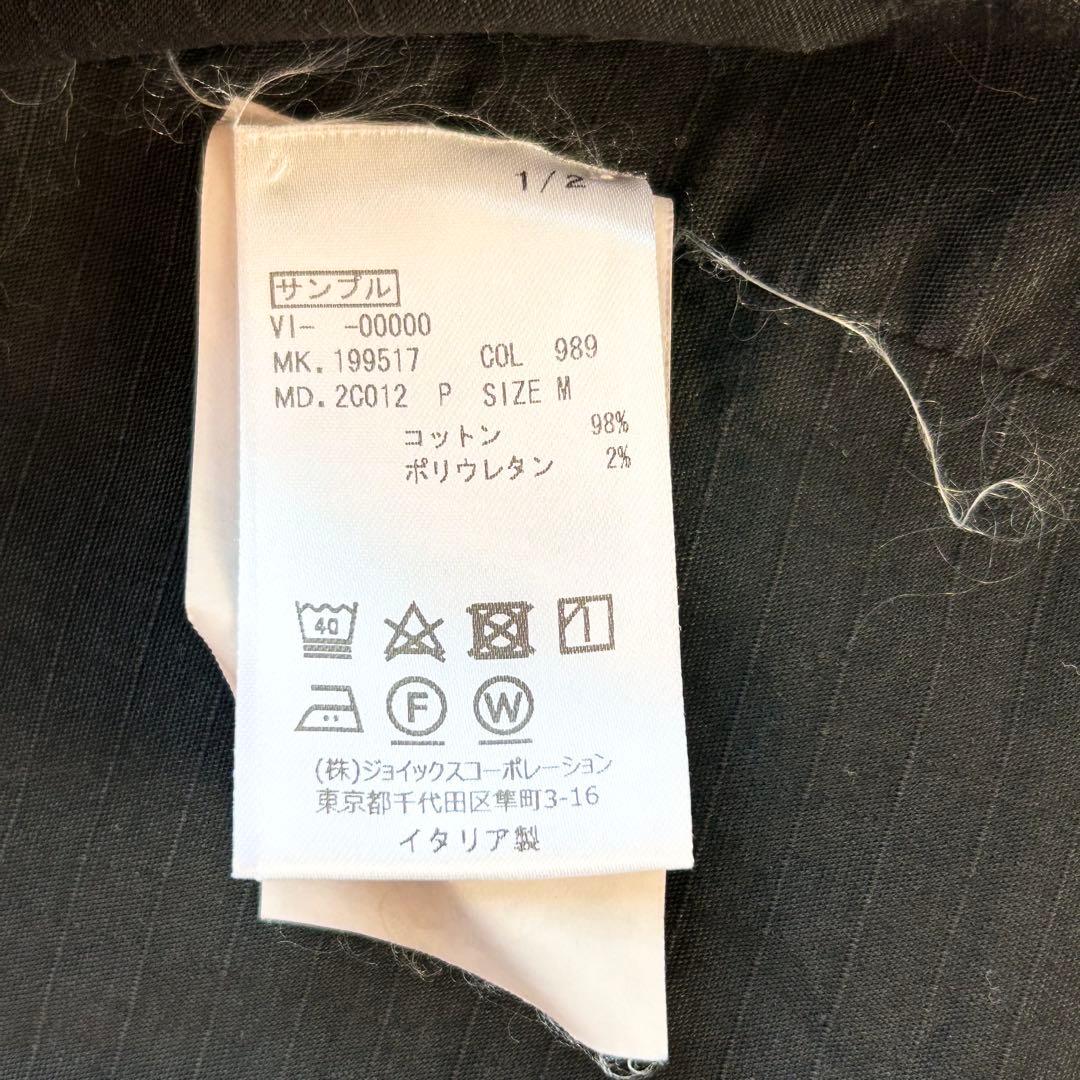 1/2
サンプル
VI- -00000
MK.199517 COL 989
MD.2C012 P SIZE M
コットン 98%
ポリウレタン 2%
40
F W
(株)ジョイックスコーポレーション
東京都千代田区隼町3-16
イタリア製